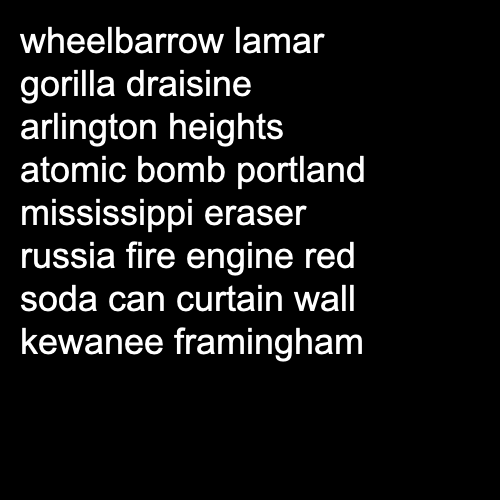 wheelbarrow lamar
gorilla draisine
arlington heights
atomic bomb portland
mississippi eraser
russia fire engine red
soda can curtain wall
kewanee framingham